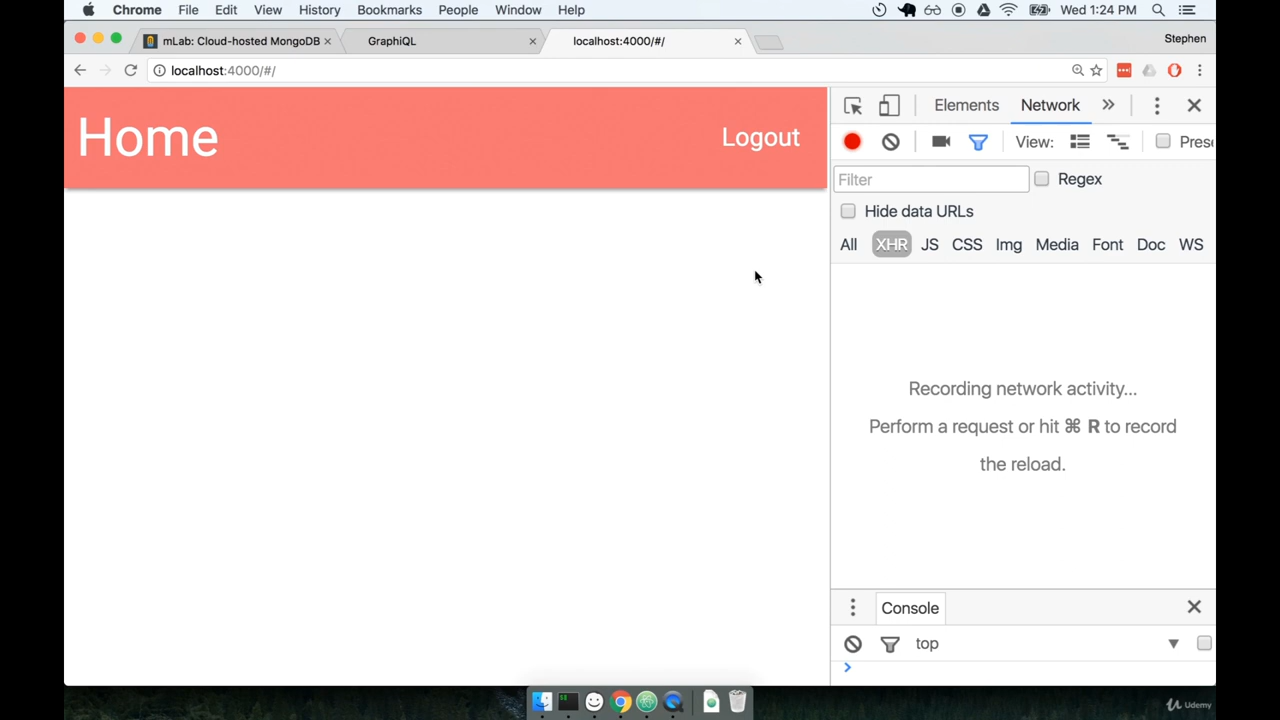 Chrome File Edit View History Bookmarks People Window Help Wed 1:24 PM
mLab: Cloud-hosted MongoDB GraphiQL localhost:4000/#/ Stephen
localhost:4000/#/
Home Logout
Elements Network
View: Prese
Filter Regex
Hide data URLs
All XHR JS CSS Img Media Font Doc WS
Recording network activity...
Perform a request or hit ⌘ R to record
the reload.
Console
top
Udemy